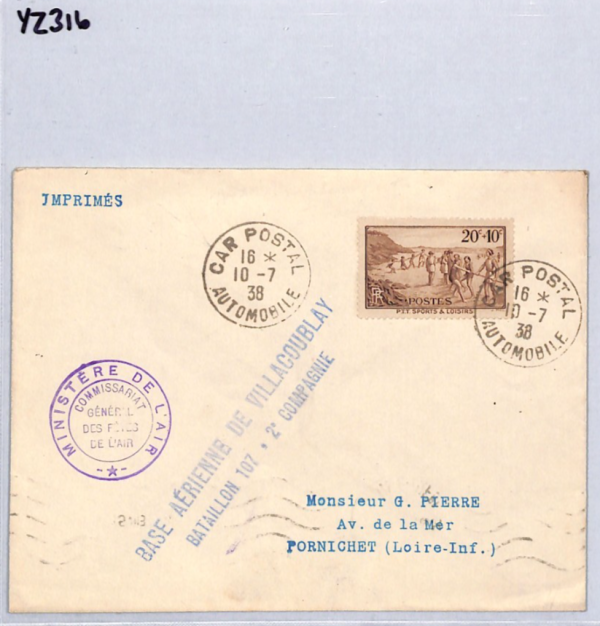 YZ316
IMPRIMÉS
CAR POSTAL
16 *
10 -7
38
AUTOMOBILE
20c+10c
RF
POSTES
P.T.T. SPORTS & LOISIRS
CAR POSTAL
16 *
10 -7
38
AUTOMOBILE
MINISTÈRE DE L'AIR
COMMISSARIAT
GÉNÉRAL
DES FÊTES
DE L'AIR
BASE AÉRIENNE DE VILLACOUBLAY
BATAILLON 107 * 2e COMPAGNIE
Monsieur G. PIERRE
Av. de la Mer
PORNICHET (Loire-Inf.)